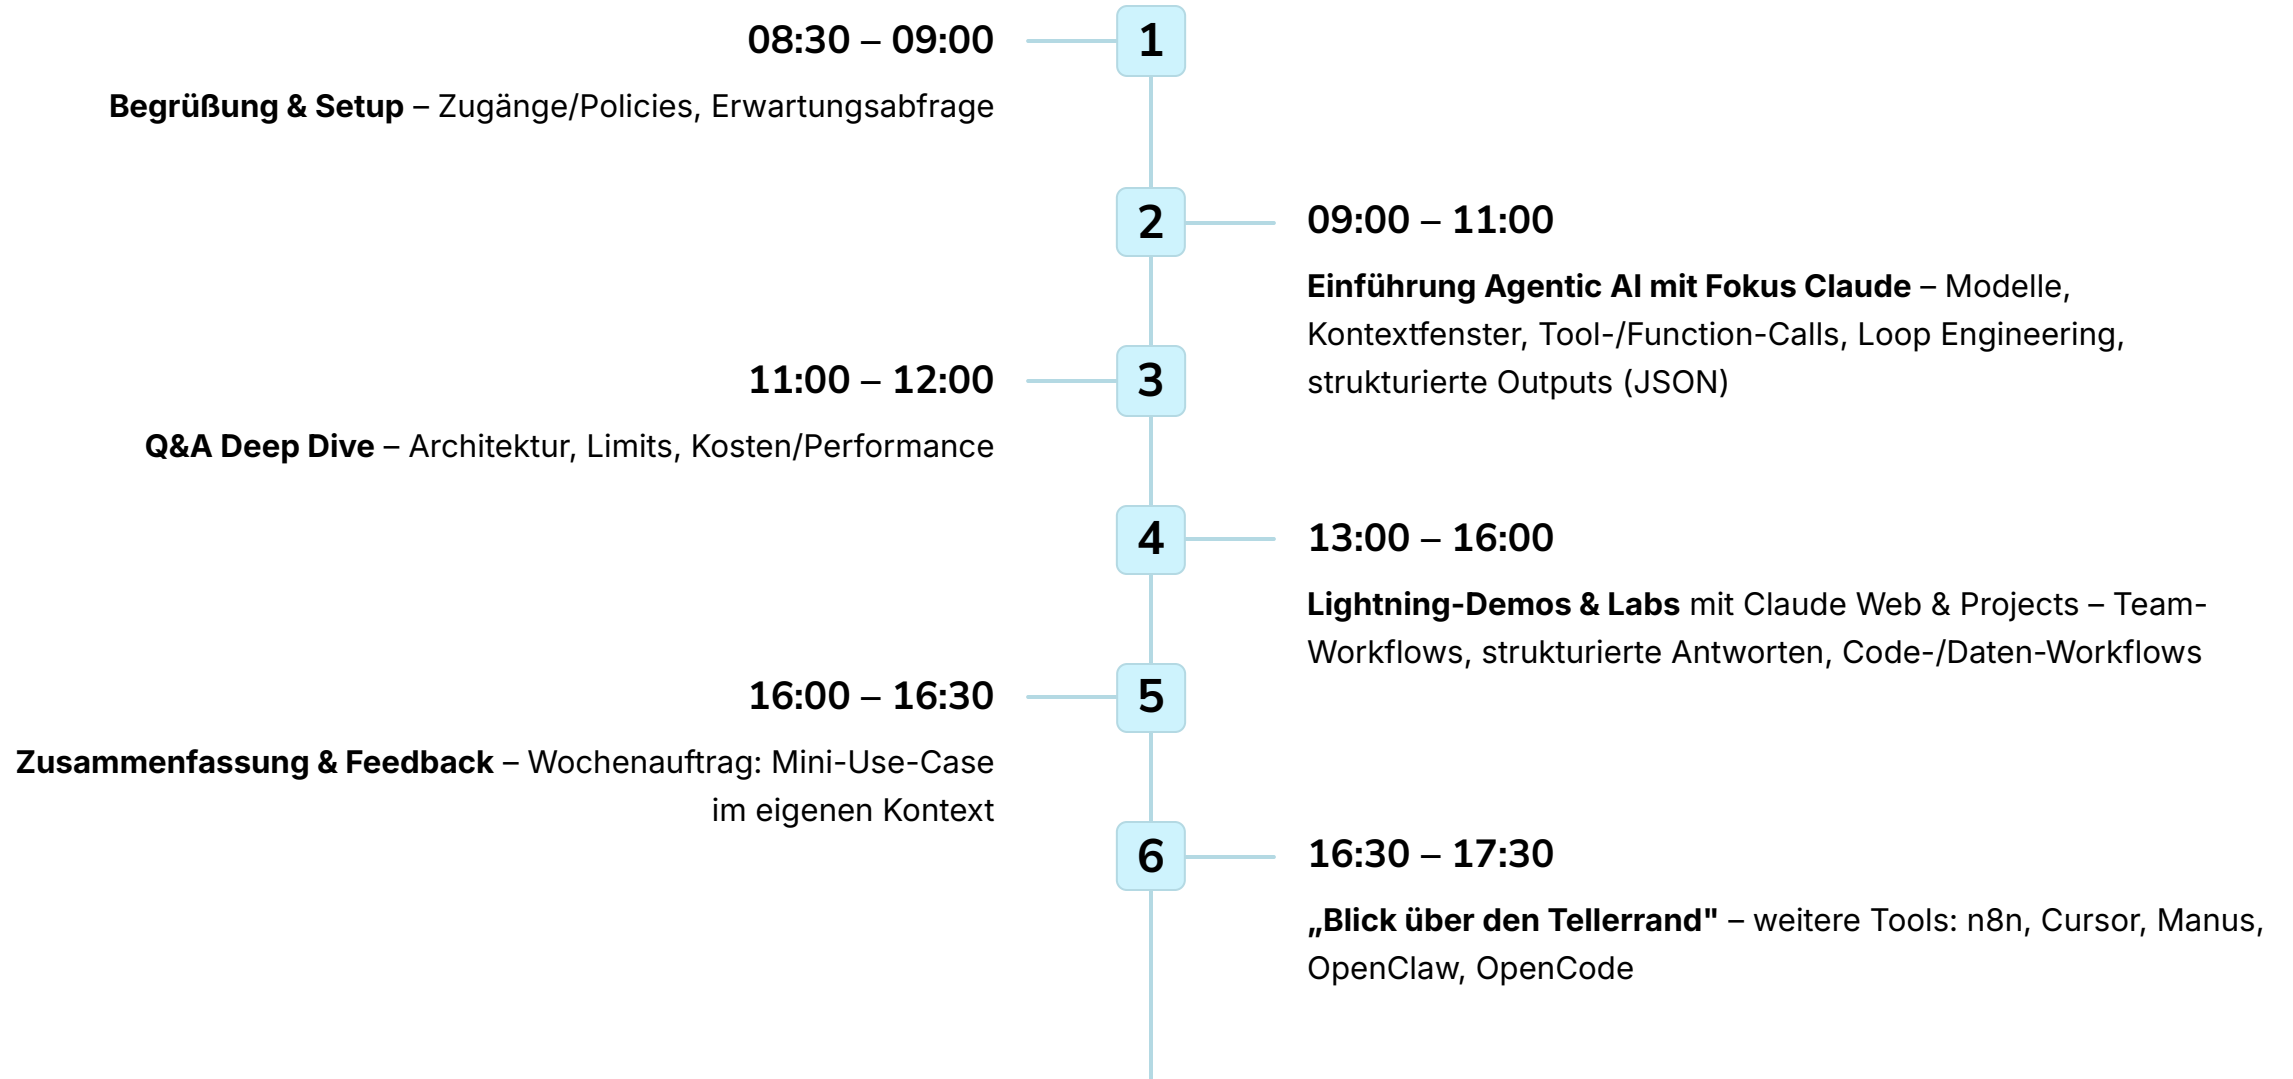 08:30 – 09:00
1
Begrüßung & Setup – Zugänge/Policies, Erwartungsabfrage
2
09:00 – 11:00
Einführung Agentic AI mit Fokus Claude – Modelle,
Kontextfenster, Tool-/Function-Calls, Loop Engineering,
strukturierte Outputs (JSON)
11:00 – 12:00
3
Q&A Deep Dive – Architektur, Limits, Kosten/Performance
4
13:00 – 16:00
Lightning-Demos & Labs mit Claude Web & Projects – Team-
Workflows, strukturierte Antworten, Code-/Daten-Workflows
16:00 – 16:30
5
Zusammenfassung & Feedback – Wochenauftrag: Mini-Use-Case
im eigenen Kontext
6
16:30 – 17:30
„Blick über den Tellerrand" – weitere Tools: n8n, Cursor, Manus,
OpenClaw, OpenCode